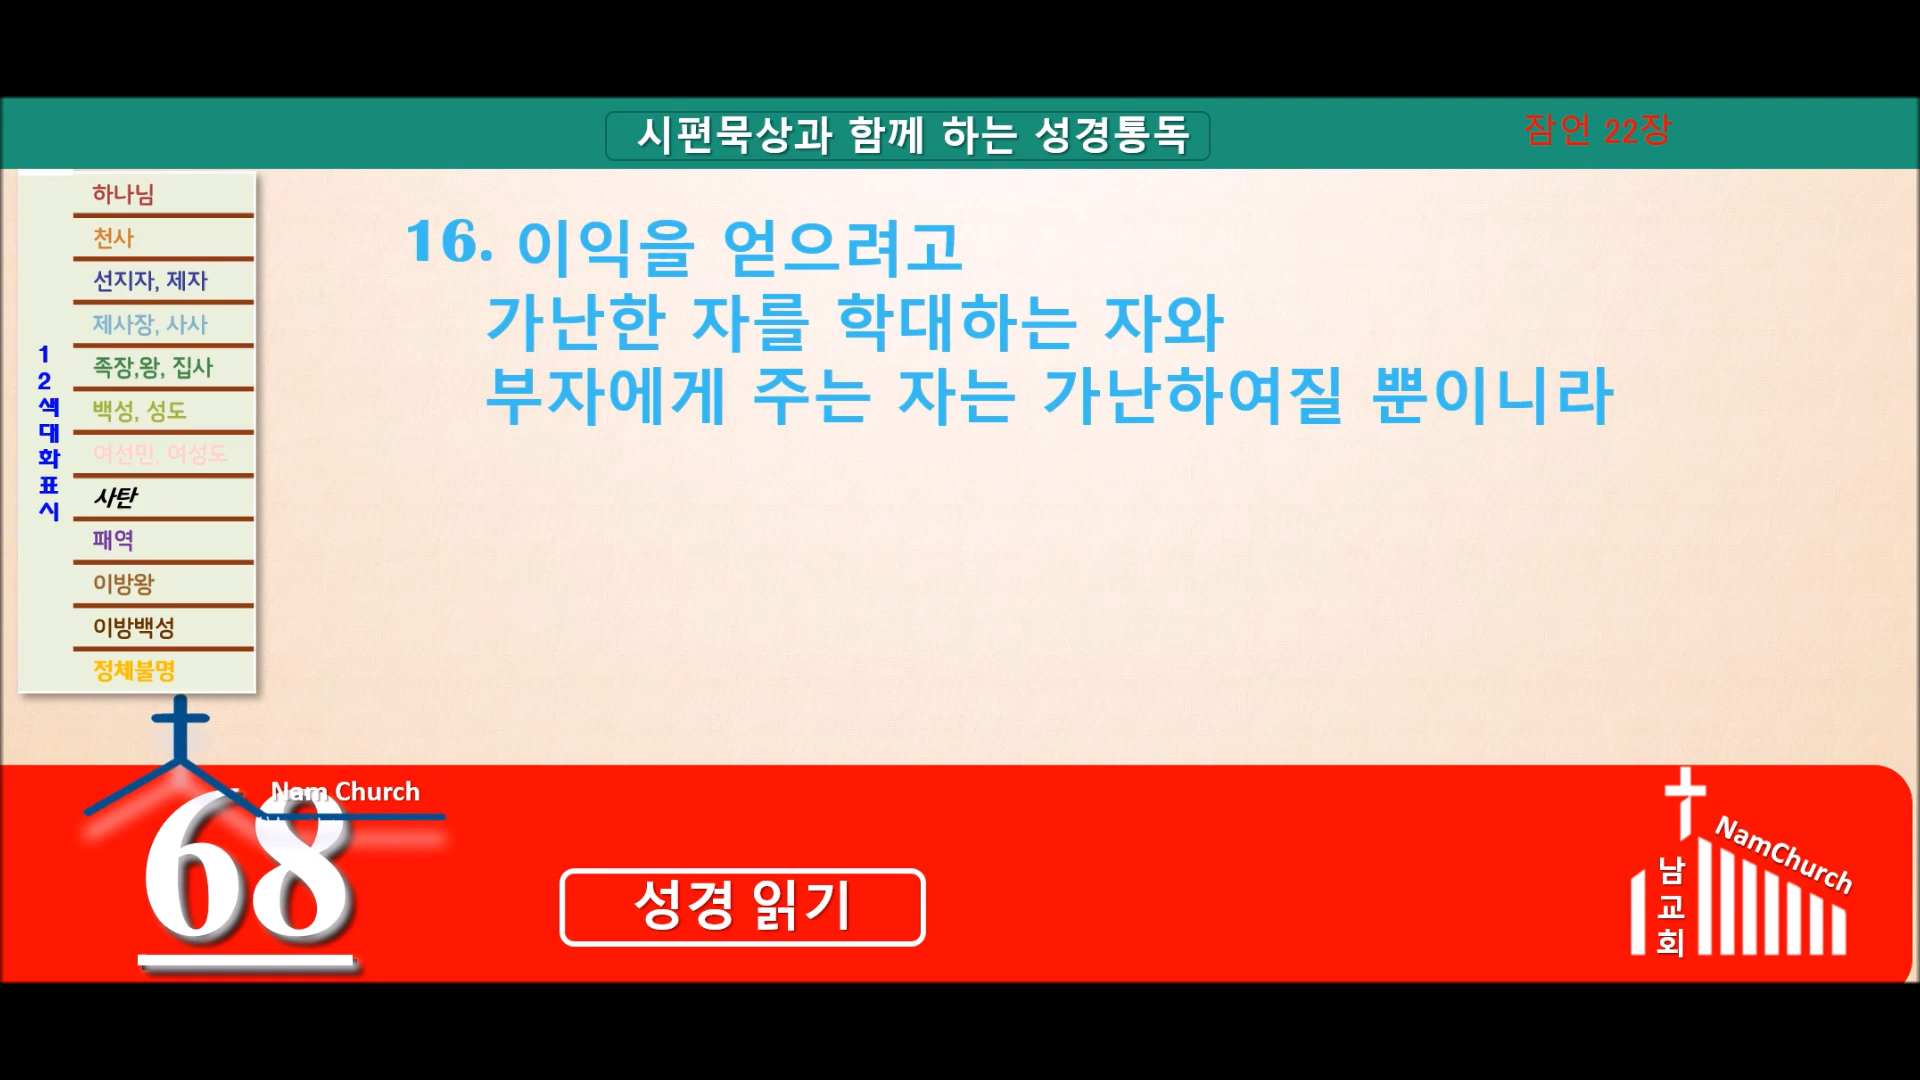 시편묵상과 함께 하는 성경통독
잠언 22장
12색대화표시
하나님
천사
선지자, 제자
제사장, 사사
족장,왕, 집사
백성, 성도
여선민, 여성도
사탄
패역
이방왕
이방백성
정체불명
16. 이익을 얻으려고
가난한 자를 학대하는 자와
부자에게 주는 자는 가난하여질 뿐이니라
Nam Church
68
성경 읽기
남교회
NamChurch